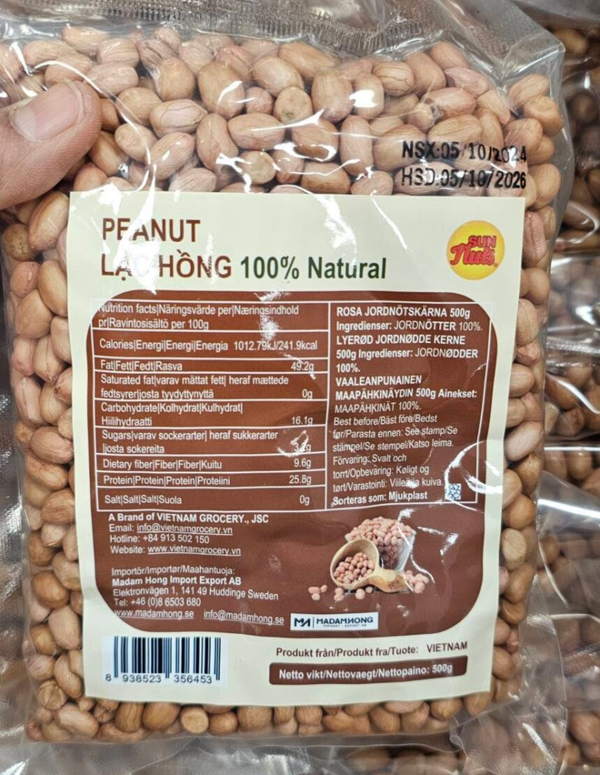 NSX:05/10/2024
HSD:05/10/2026
PEANUT
LẠC HỒNG 100% Natural
SUN
Nuts
Nutrition facts|Näringsvärde per|Næringsindhold
pr|Ravintosisältö per 100g
Calories|Energi|Energi|Energia 1012.79kJ/241.9kcal
Fat|Fett|Fedt|Rasva 49.2g
Saturated fat|varav mättat fett| heraf mættede
fedtsyrer|josta tyydyttynyttä 0g
Carbohydrate|Kolhydrat|Kulhydrat|
Hiilihydraatti 16.1g
Sugars|varav sockerarter| heraf sukkerarter
|josta sokereita
Dietary fiber|Fiber|Fiber|Kuitu 9.6g
Protein|Protein|Protein|Proteiini 25.8g
Salt|Salt|Salt|Suola 0g
ROSA JORDNÖTSKÄRNA 500g
Ingredienser: JORDNÖTTER 100%.
LYERØD JORDNØDDE KERNE
500g Ingredienser: JORDNØDDER
100%.
VAALEANPUNAINEN
MAAPÄHKINÄYDIN 500g Ainekset:
MAAPÄHKINÄT 100%.
Best before/Bäst före/Bedst
før/Parasta ennen: See stamp/Se
stämpel/Se stempel/Katso leima.
Förvaring: Svalt och
torrt/Opbevaring: Køligt og
tørt/Varastointi: kuiva.
Sorteras som: Mjukplast
A Brand of VIETNAM GROCERY., JSC
Email: info@vietnamgrocery.vn
Hotline: +84 913 502 150
Website: www.vietnamgrocery.vn
Importör/Importør/Maahantuoja:
Madam Hong Import Export AB
Elektronvägen 1, 141 49 Huddinge Sweden
Tel: +46 (0)8 6503 680
www.madamhong.se info@madamhong.se
MADAMHONG
Produkt från/Produkt fra/Tuote: VIETNAM
Netto vikt/Nettovaegt/Nettopaino: 500g
8 938523 356453